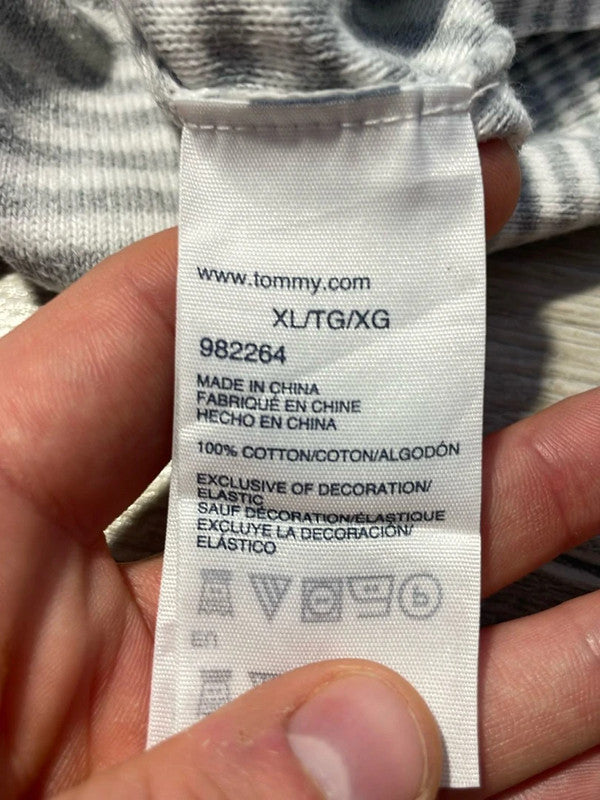 www.tommy.com
XL/TG/XG
982264
MADE IN CHINA
FABRIQUÉ EN CHINE
HECHO EN CHINA
100% COTTON/COTON/ALGODÓN
EXCLUSIVE OF DECORATION/
ELASTIC
SAUF DÉCORATION/ÉLASTIQUE
EXCLUYE LA DECORACIÓN/
ELÁSTICO